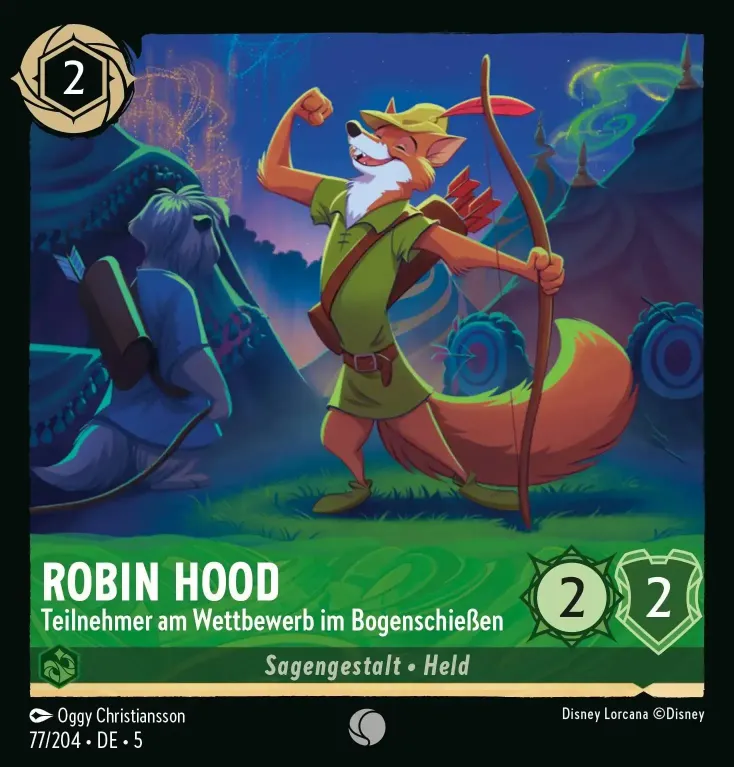 2
ROBIN HOOD
Teilnehmer am Wettbewerb im Bogenschießen
2 2
Sagengestalt • Held
Oggy Christiansson
77/204 • DE • 5
Disney Lorcana ©Disney